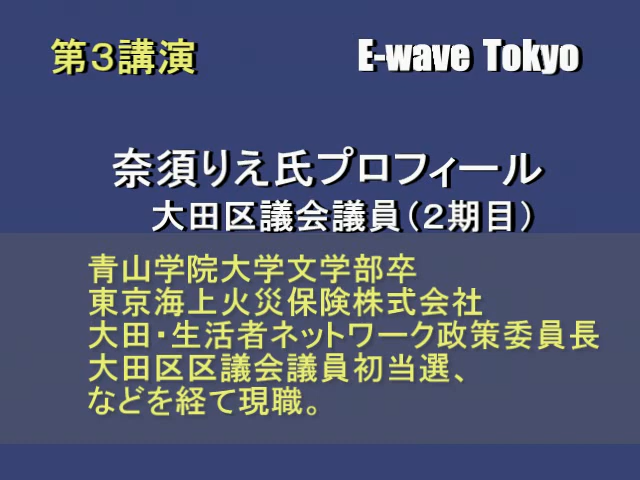 第３講演
E-wave Tokyo
奈須りえ氏プロフィール
大田区議会議員（２期目）
青山学院大学文学部卒
東京海上火災保険株式会社
大田・生活者ネットワーク政策委員長
大田区区議会議員初当選、
などを経て現職。